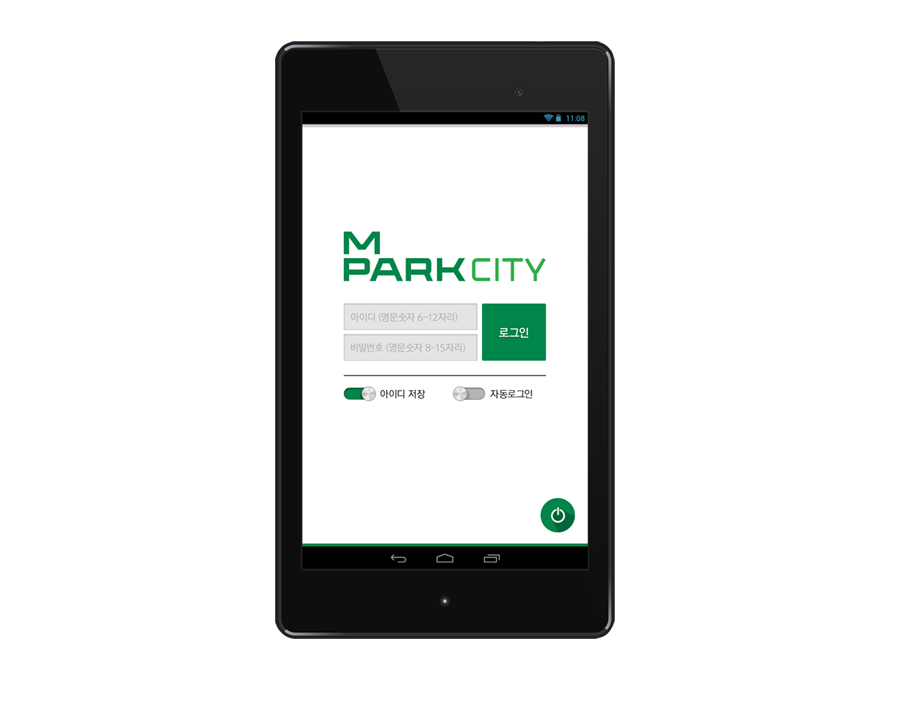 11:08
M
PARK CITY
아이디 (영문숫자 6~12자리)
비밀번호 (영문숫자 8~15자리)
로그인
아이디 저장
자동로그인